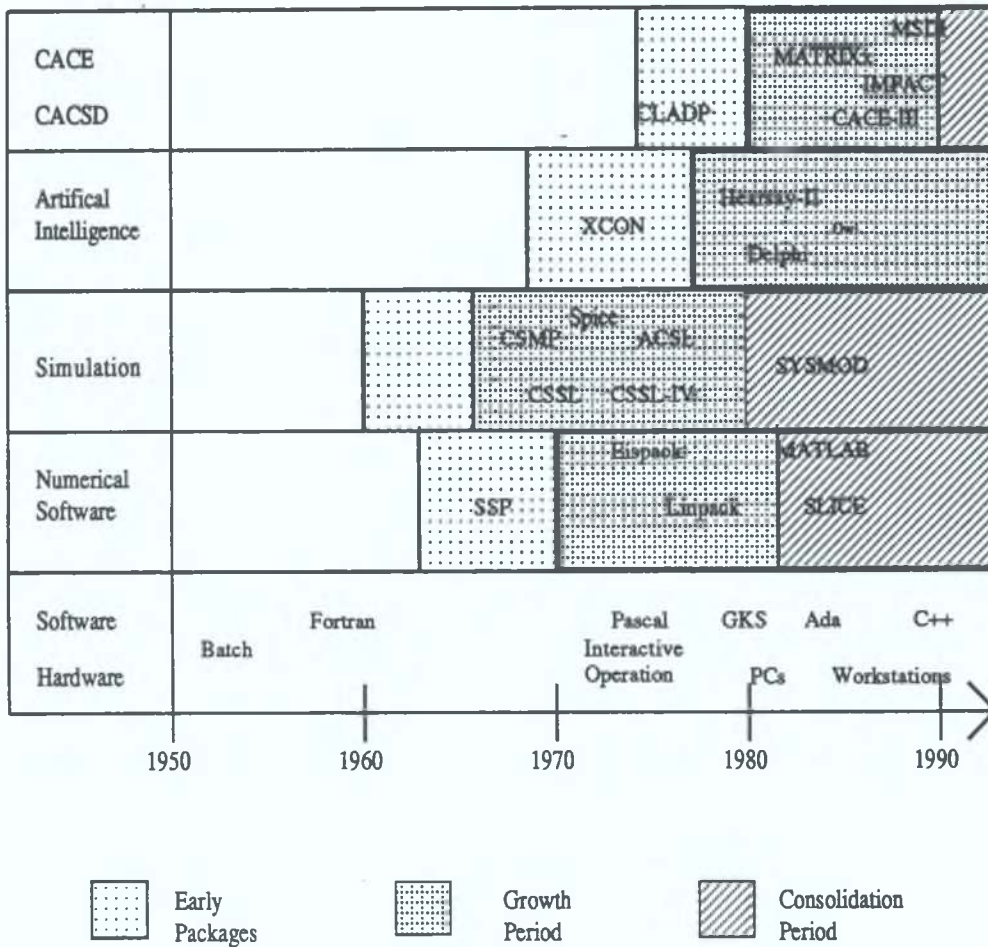 CACE
CACSD
MATRIXx
IMPACT
CLADP
CACE-III
Artifical
Intelligence
XCON
Hearsay-II
Delphi
Simulation
Spice
CSMP
ACSL
CSSL
CSSL-IV
SYSMOD
Numerical
Software
Eispack
MATLAB
SSP
Linpack
SLICE
Software
Fortran
Pascal
GKS
Ada
C++
Batch
Interactive
Hardware
Operation
PCs
Workstations
1950
1960
1970
1980
1990
Early
Packages
Growth
Period
Consolidation
Period